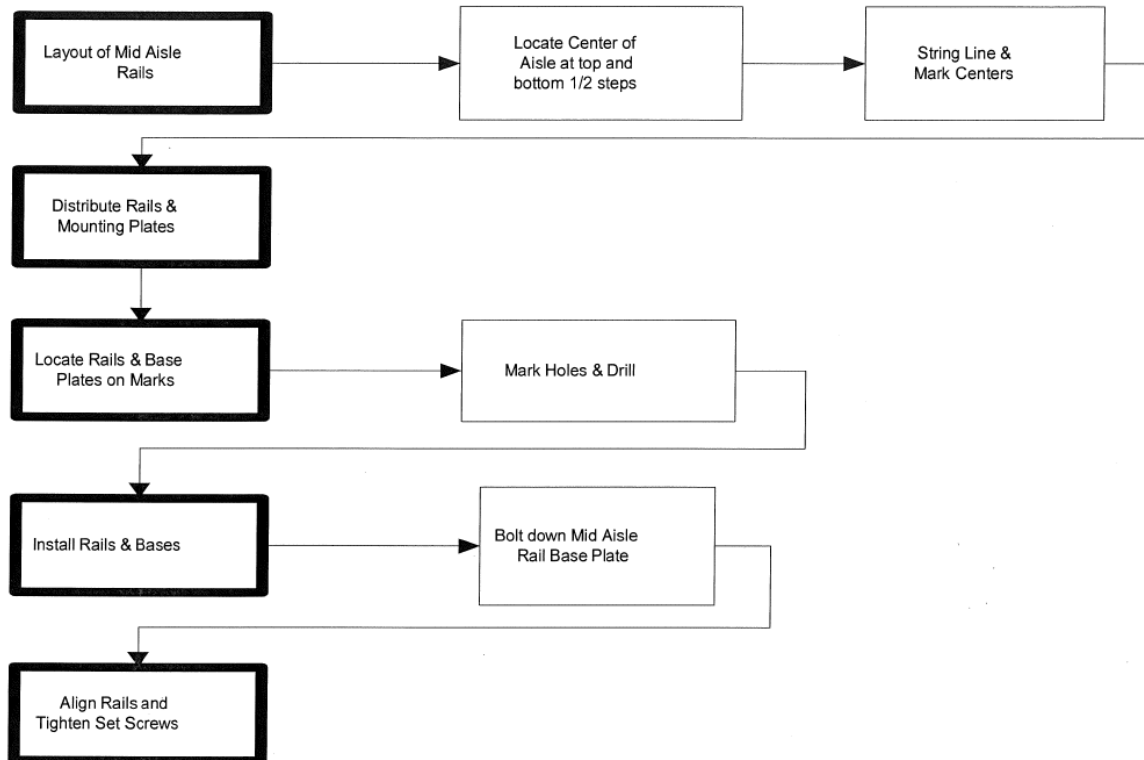 Layout of Mid Aisle
Rails
Locate Center of
Aisle at top and
bottom 1/2 steps
String Line &
Mark Centers
Distribute Rails &
Mounting Plates
Locate Rails & Base
Plates on Marks
Mark Holes & Drill
Install Rails & Bases
Bolt down Mid Aisle
Rail Base Plate
Align Rails and
Tighten Set Screws